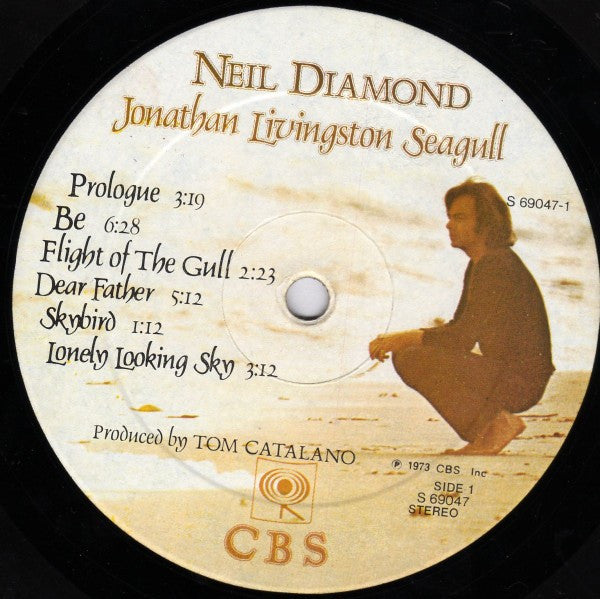 NEIL DIAMOND
Jonathan Livingston Seagull
S 69047-1
Prologue 3:19
Be 6:28
Flight of The Gull 2:23
Dear Father 5:12
Skybird 1:12
Lonely Looking Sky 3:12
Produced by TOM CATALANO
℗ 1973 CBS Inc
SIDE 1
S 69047
STEREO
CBS